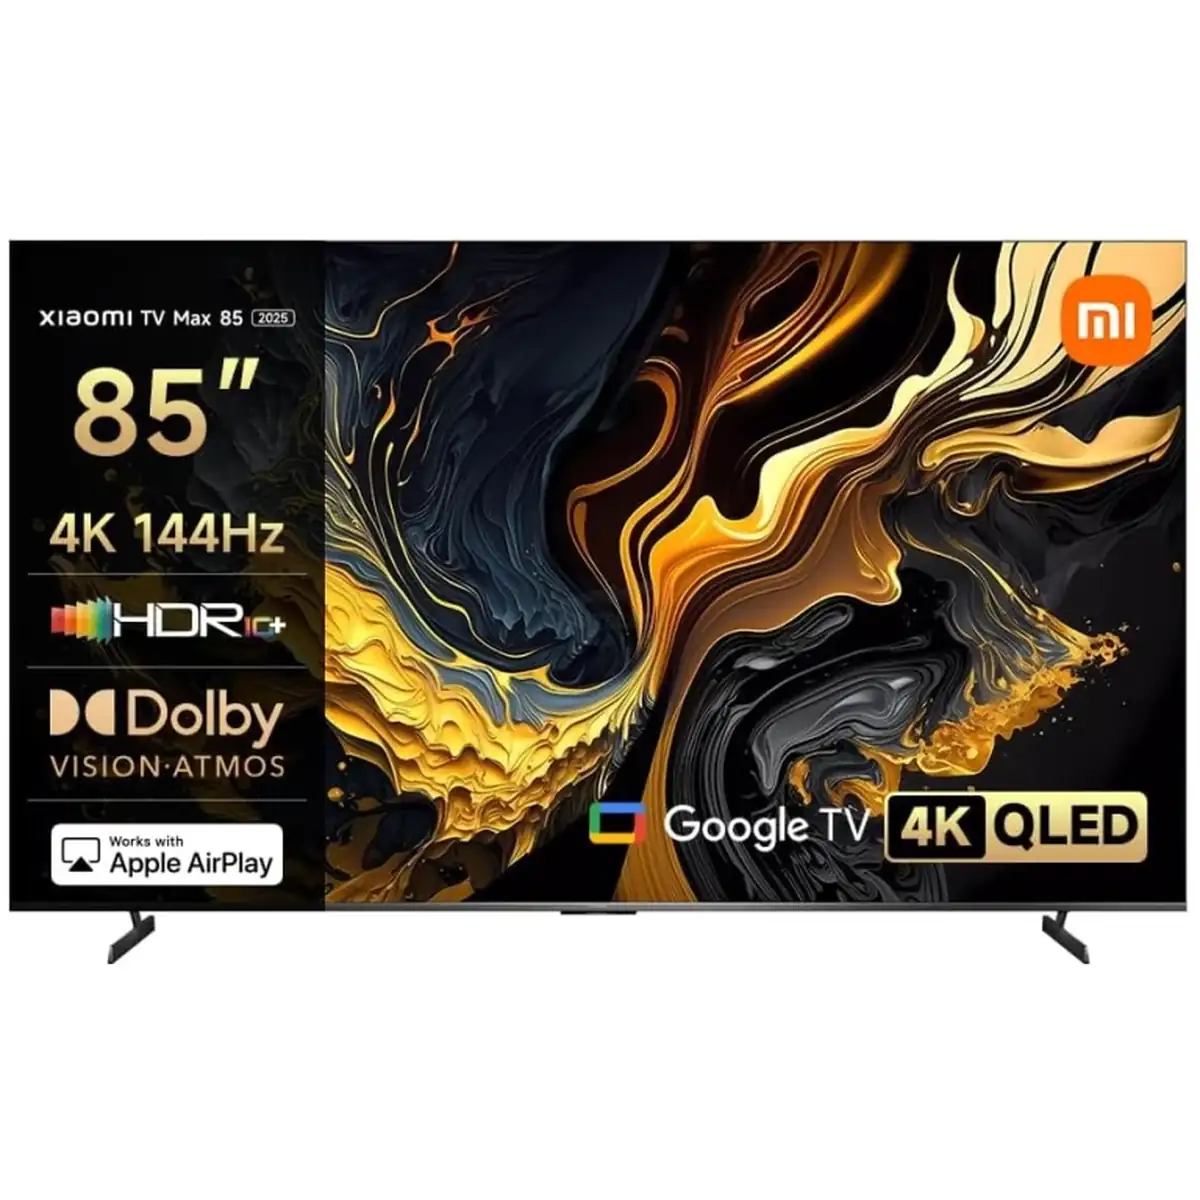 xiaomi TV Max 85 2025
85"
4K 144Hz
HDR10+
Dolby
VISION·ATMOS
Works with
Apple AirPlay
mi
Google TV
4K QLED